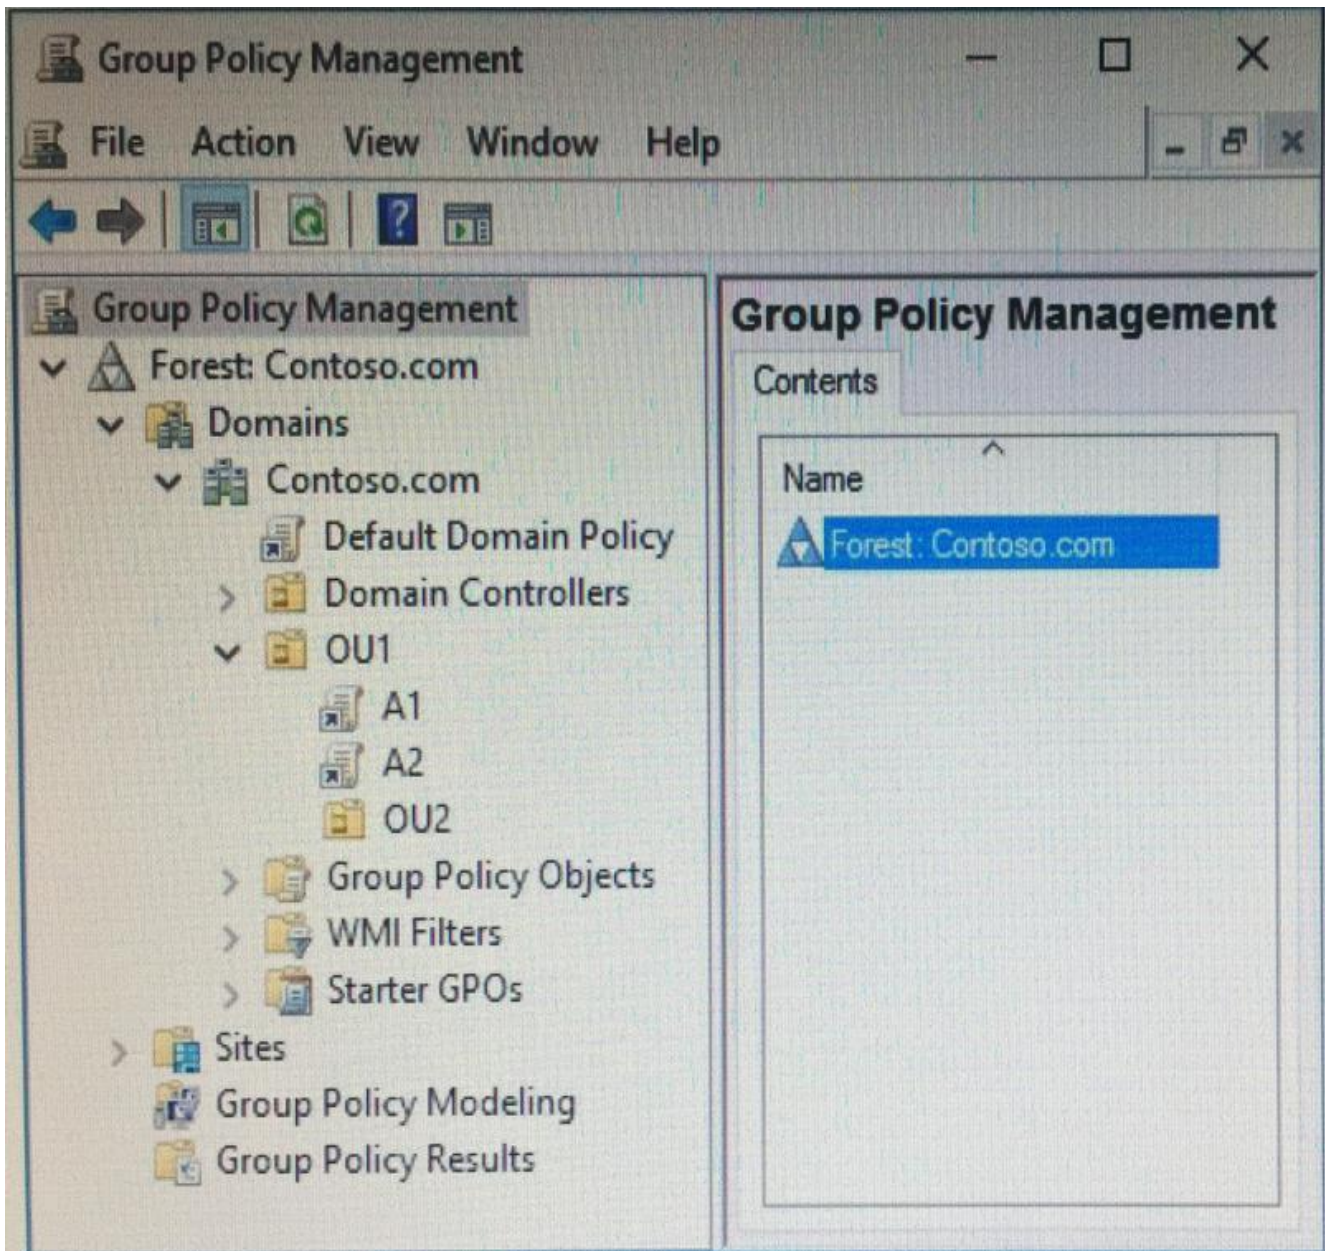 Group Policy Management
File Action View Window Help
Group Policy Management
Forest: Contoso.com
Domains
Contoso.com
Default Domain Policy
Domain Controllers
OU1
A1
A2
OU2
Group Policy Objects
WMI Filters
Starter GPOs
Sites
Group Policy Modeling
Group Policy Results
Group Policy Management
Contents
Name
Forest: Contoso.com